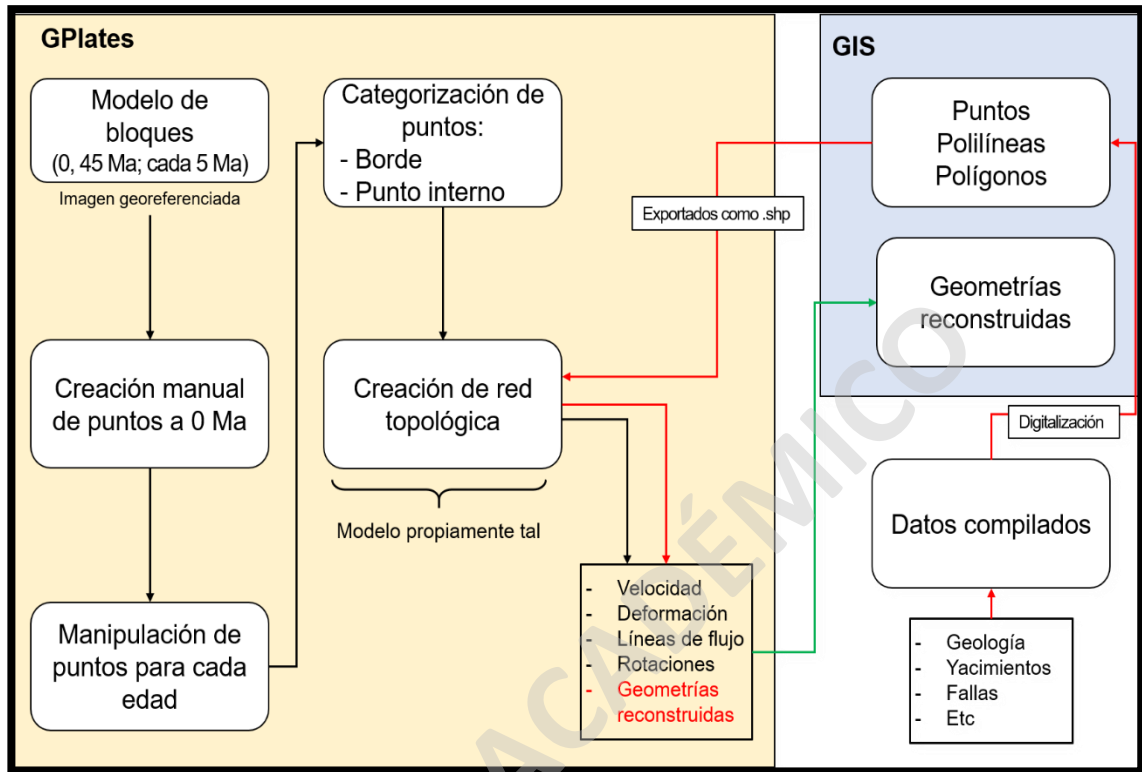 GPlates
Modelo de
bloques
(0, 45 Ma; cada 5 Ma)
Imagen georeferenciada
Creación manual
de puntos a 0 Ma
Manipulación de
puntos para cada
edad
Categorización de
puntos:
- Borde
- Punto interno
Creación de red
topológica
Modelo propiamente tal
- Velocidad
- Deformación
- Líneas de flujo
- Rotaciones
- Geometrías
reconstruidas
Exportados como .shp
GIS
Puntos
Polilíneas
Polígonos
Geometrías
reconstruidas
Digitalización
Datos compilados
- Geología
- Yacimientos
- Fallas
- Etc
ACADÉMICO